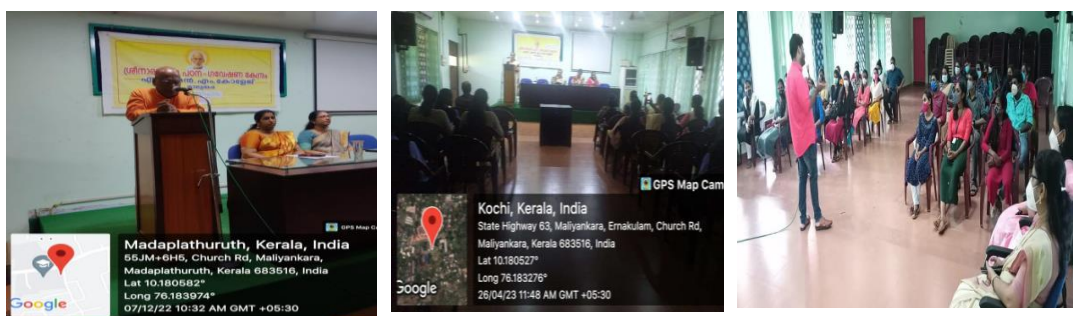 പഠന-ഗവേഷണ കേന്ദ്രം
എം.കോളേജ്
GPS Map C
Madaplathuruth, Kerala, India
55JM+6H5, Church Rd, Maliyankara,
Madaplathuruth, Kerala 683516, India
Lat 10.180582°
Long 76.183974°
07/12/22 10:32 AM GMT +05:30
Google
GPS Map Cam
Kochi, Kerala, India
State Highway 63, Maliyankara, Ernakulam, Church Rd,
Maliyankara, Kerala 683516, India
Lat 10.180527°
Long 76.183276°
26/04/23 11:48 AM GMT +05:30
Google